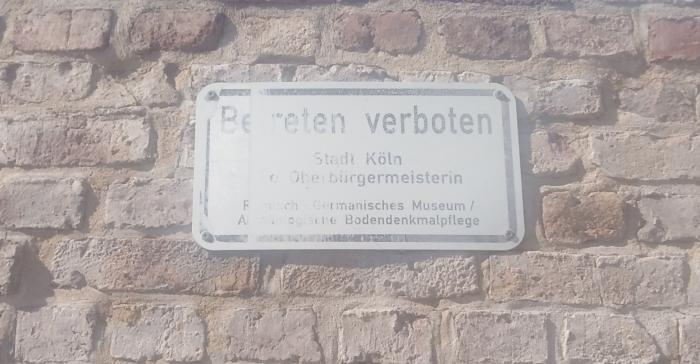 Betreten verboten
Stadt Köln
Oberbürgermeisterin
Römisch-Germanisches Museum /
Archäologische Bodendenkmalpflege